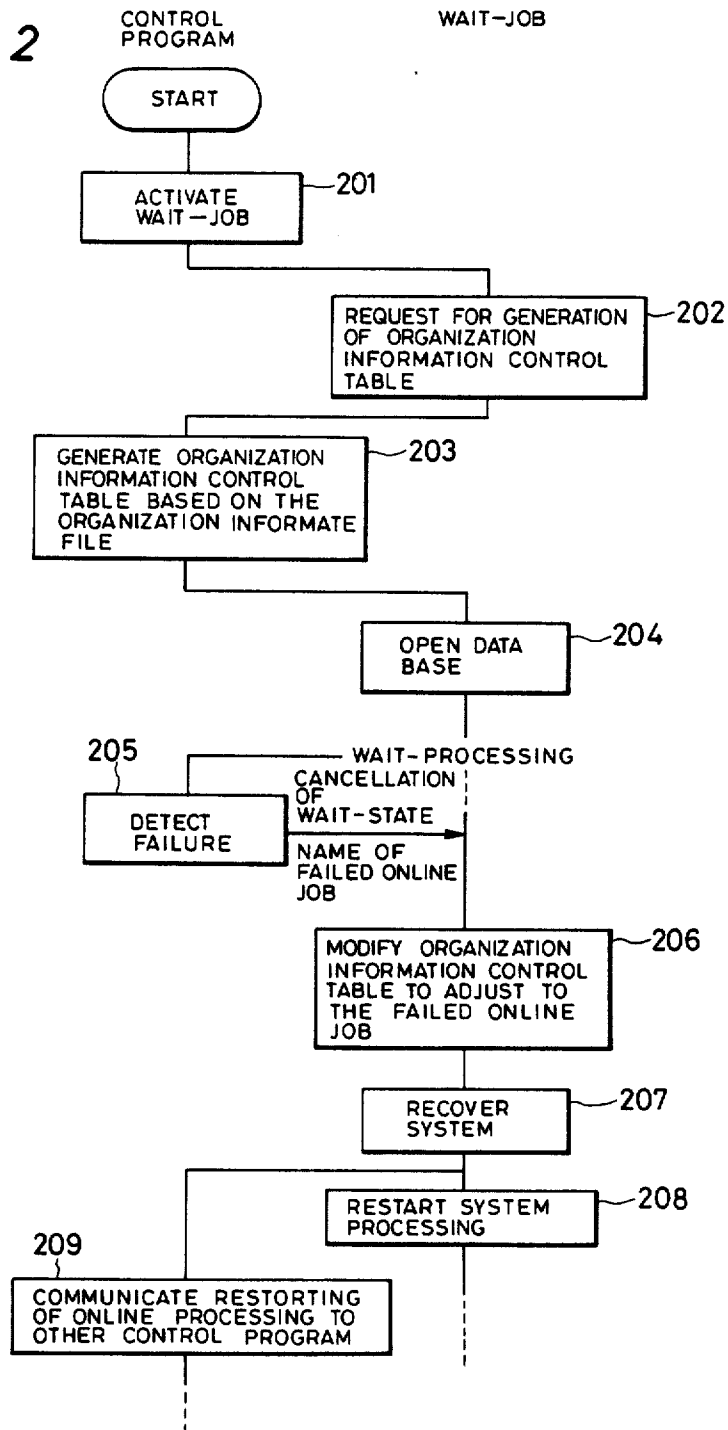 2
CONTROL
PROGRAM
WAIT-JOB
START
201
ACTIVATE
WAIT-JOB
202
REQUEST FOR GENERATION
OF ORGANIZATION
INFORMATION CONTROL
TABLE
203
GENERATE ORGANIZATION
INFORMATION CONTROL
TABLE BASED ON THE
ORGANIZATION INFORMATE
FILE
204
OPEN DATA
BASE
WAIT-PROCESSING
205
DETECT
FAILURE
CANCELLATION
OF
WAIT-STATE
NAME OF
FAILED ONLINE
JOB
206
MODIFY ORGANIZATION
INFORMATION CONTROL
TABLE TO ADJUST TO
THE FAILED ONLINE
JOB
207
RECOVER
SYSTEM
208
RESTART SYSTEM
PROCESSING
209
COMMUNICATE RESTORTING
OF ONLINE PROCESSING TO
OTHER CONTROL PROGRAM